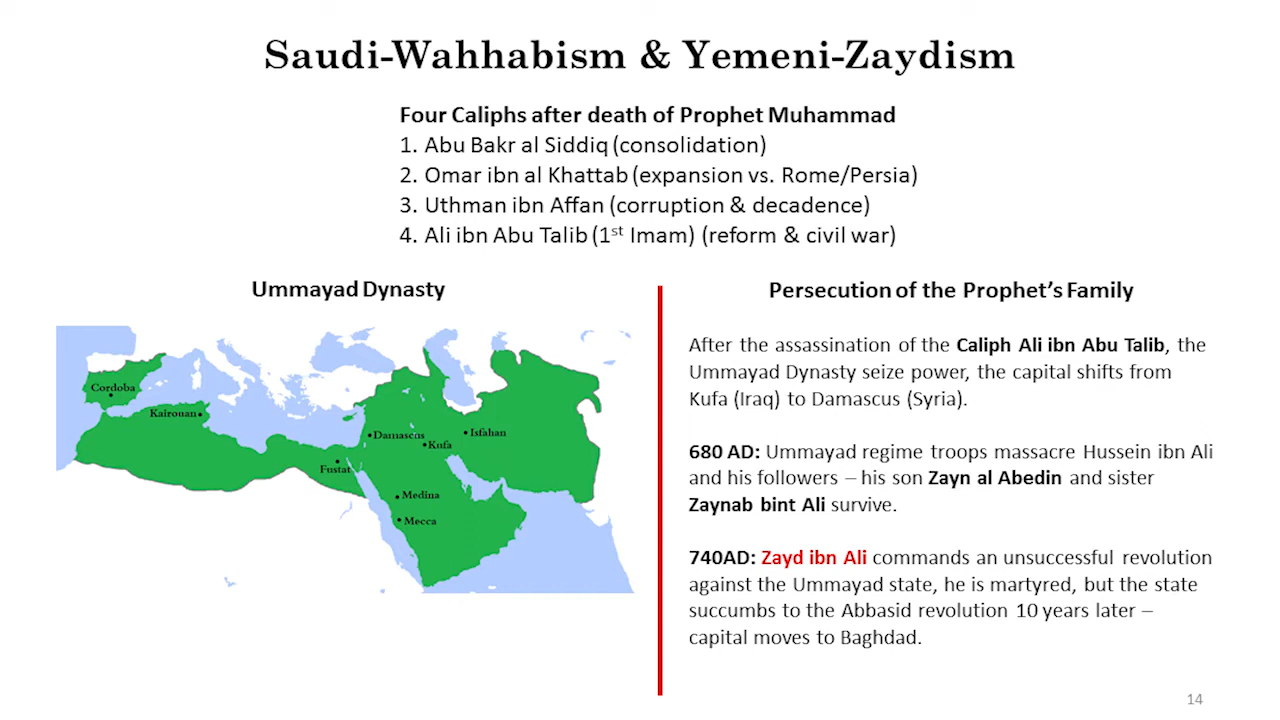 Saudi-Wahhabism & Yemeni-Zaydism
Four Caliphs after death of Prophet Muhammad
1. Abu Bakr al Siddiq (consolidation)
2. Omar ibn al Khattab (expansion vs. Rome/Persia)
3. Uthman ibn Affan (corruption & decadence)
4. Ali ibn Abu Talib (1st Imam) (reform & civil war)
Ummayad Dynasty
Cordoba
Kairouan
Damascus
Isfahan
Kufa
Fustat
Medina
Mecca
Persecution of the Prophet's Family
After the assassination of the Caliph Ali ibn Abu Talib, the
Ummayad Dynasty seize power, the capital shifts from
Kufa (Iraq) to Damascus (Syria).
680 AD: Ummayad regime troops massacre Hussein ibn Ali
and his followers – his son Zayn al Abedin and sister
Zaynab bint Ali survive.
740AD: Zayd ibn Ali commands an unsuccessful revolution
against the Ummayad state, he is martyred, but the state
succumbs to the Abbasid revolution 10 years later –
capital moves to Baghdad.
14